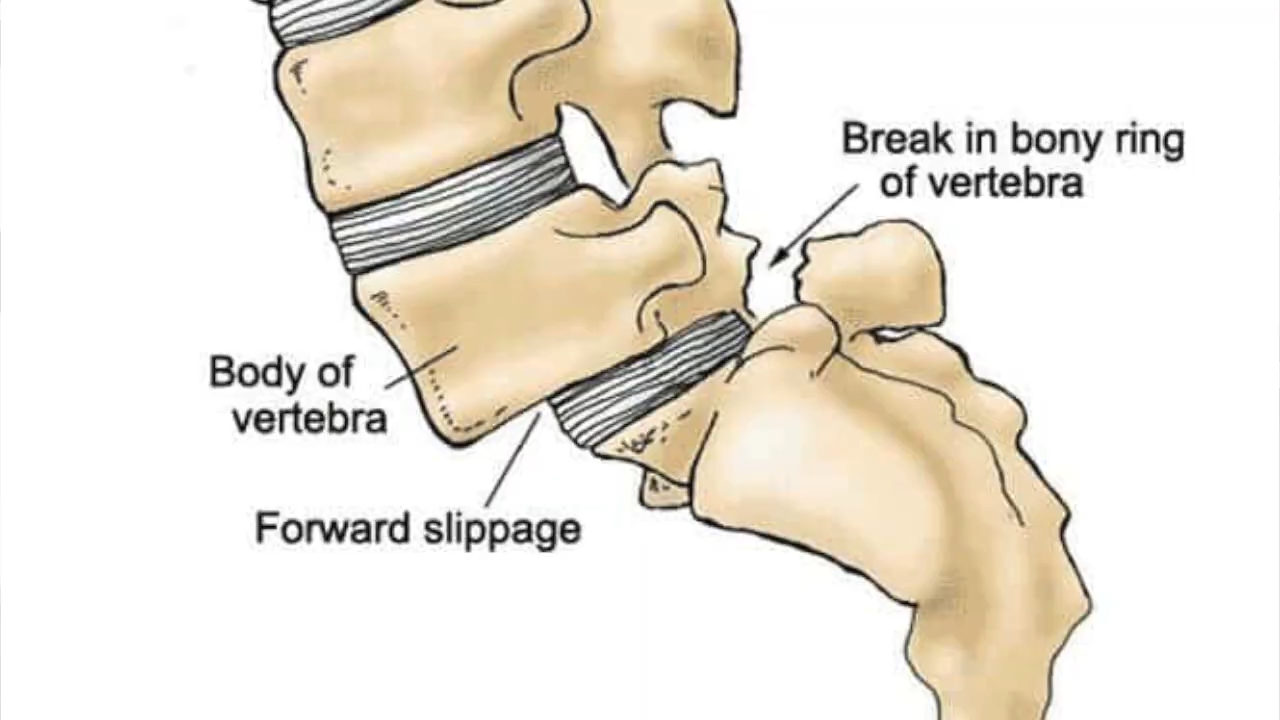 Break in bony ring
of vertebra
Body of
vertebra
Forward slippage